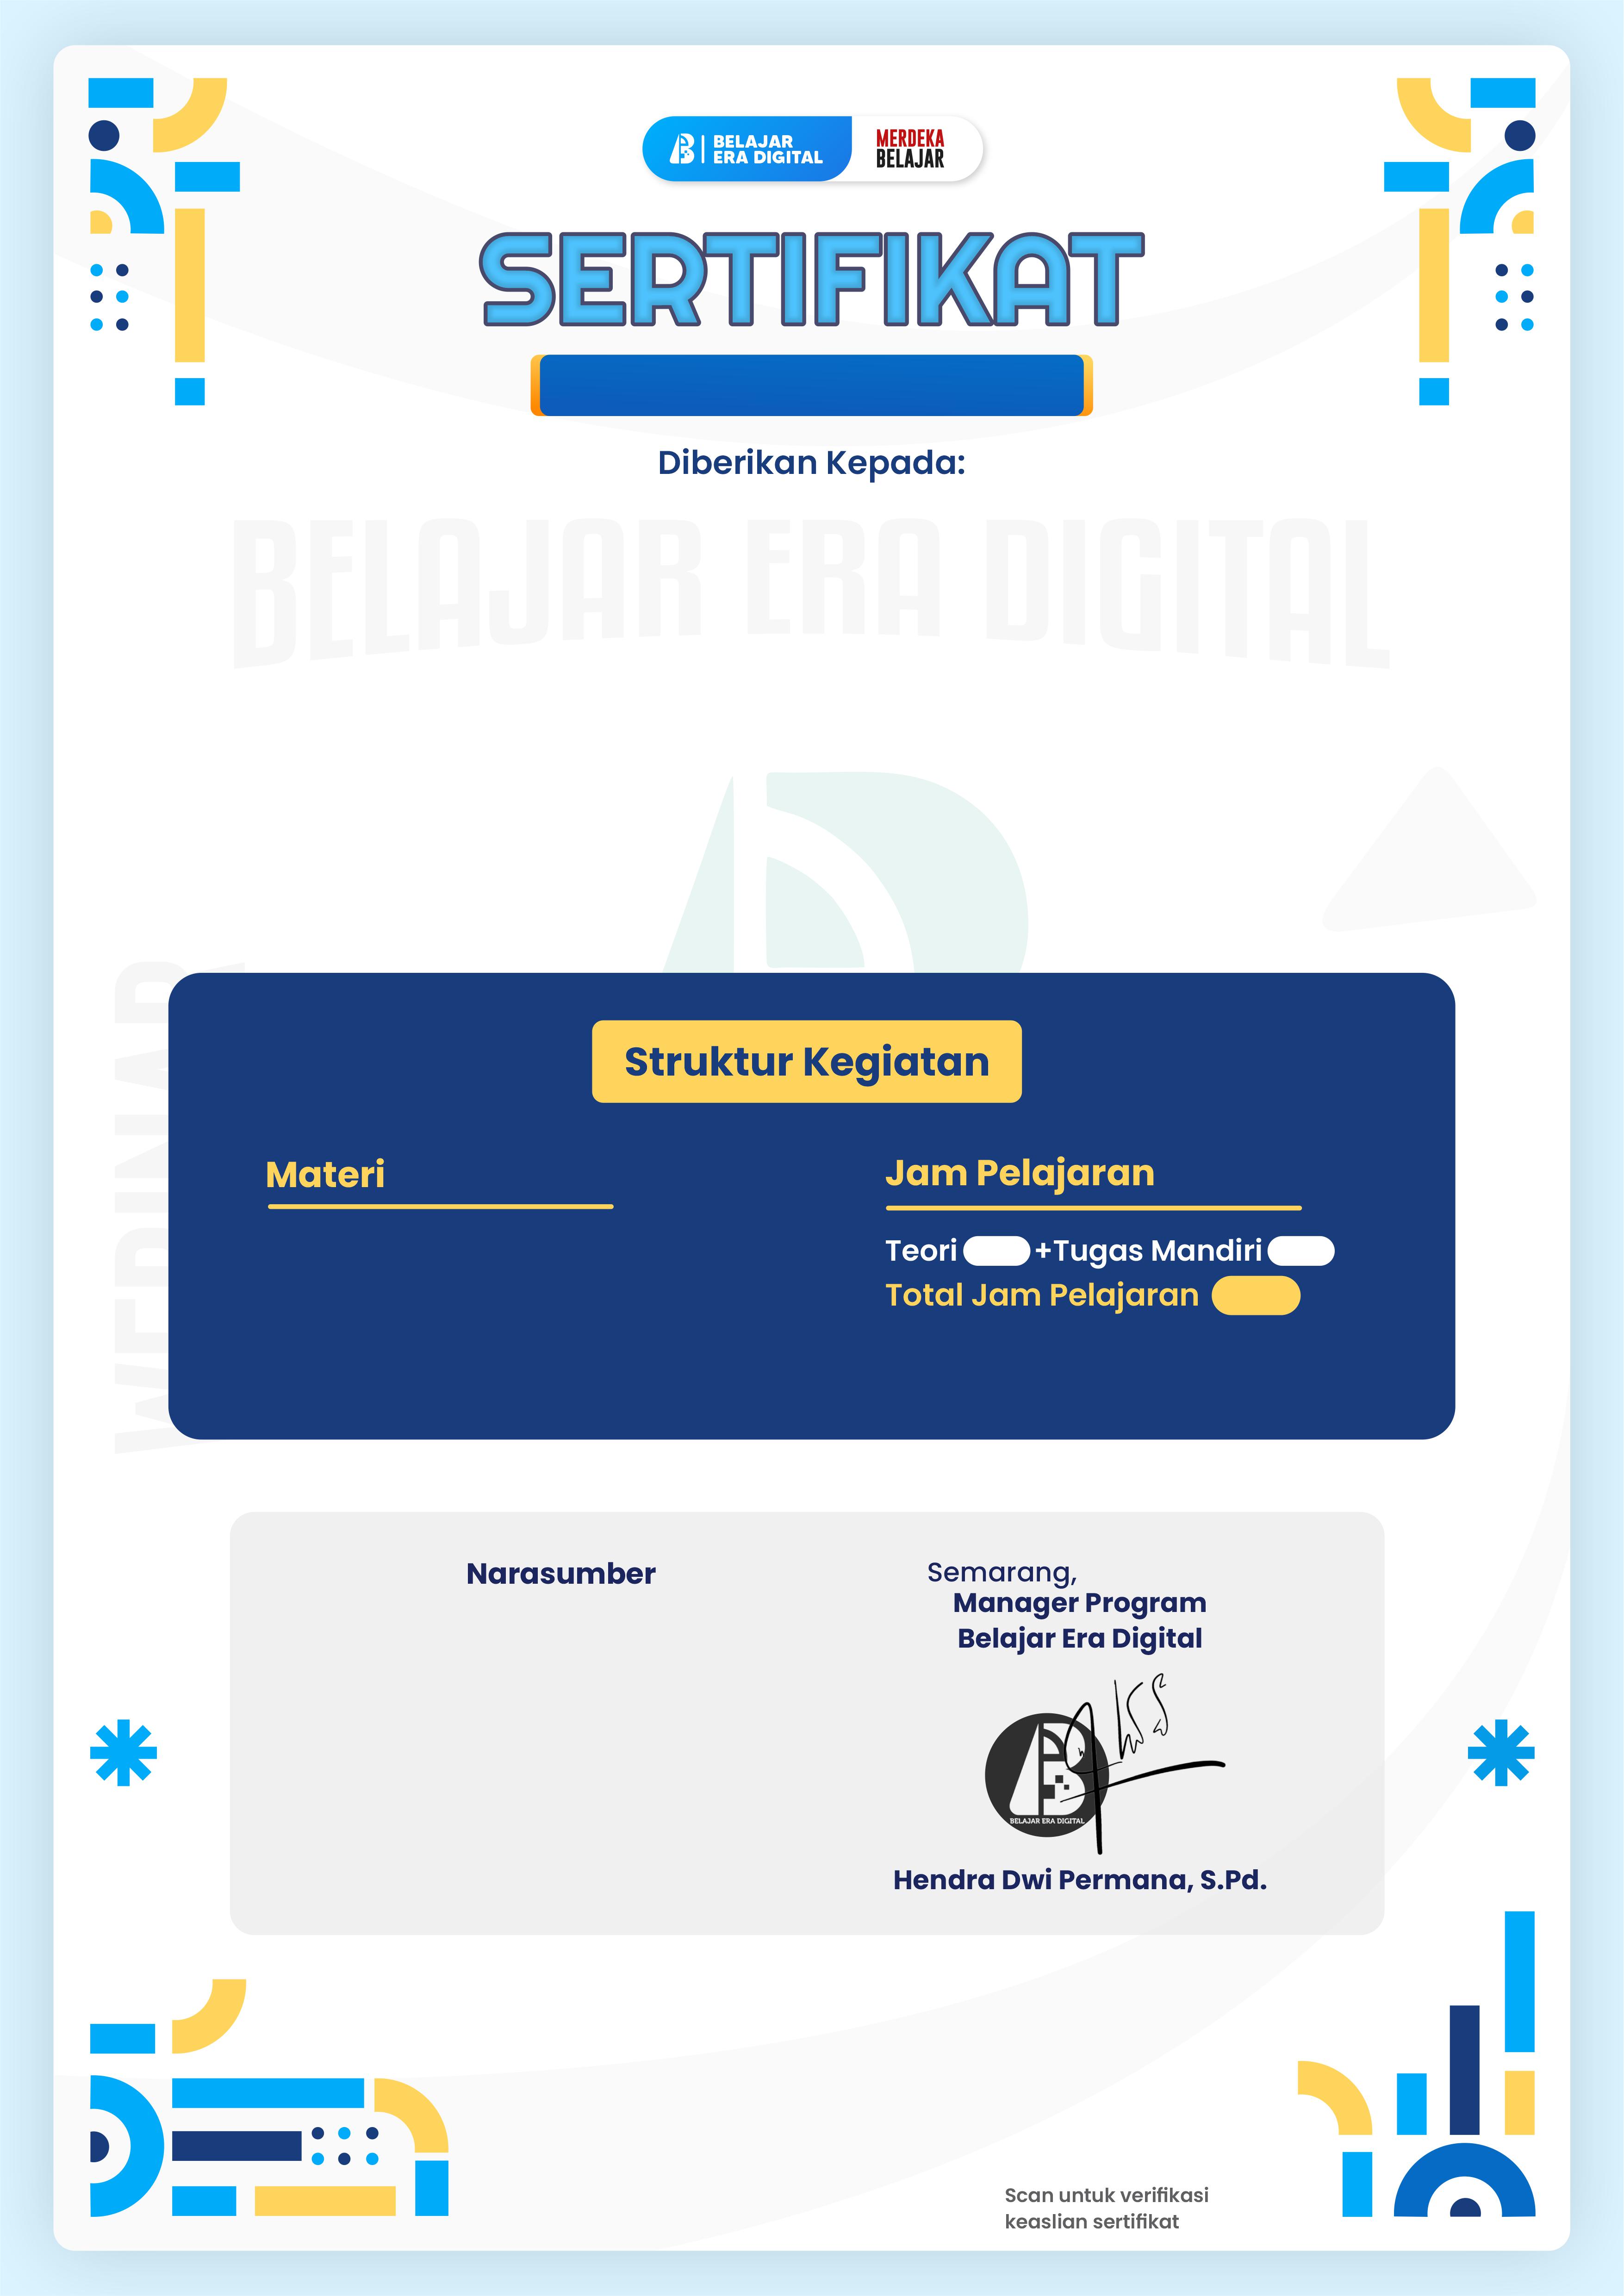 BELAJAR
ERA DIGITAL
MERDEKA
BELAJAR
SERTIFIKAT
Diberikan Kepada:
BELAJAR ERA DIGITAL
Struktur Kegiatan
WEBINAR
Materi
Jam Pelajaran
Teori +Tugas Mandiri
Total Jam Pelajaran
Narasumber
Semarang,
Manager Program
Belajar Era Digital
BELAJAR ERA DIGITAL
Hendra Dwi Permana, S.Pd.
Scan untuk verifikasi
keaslian sertifikat